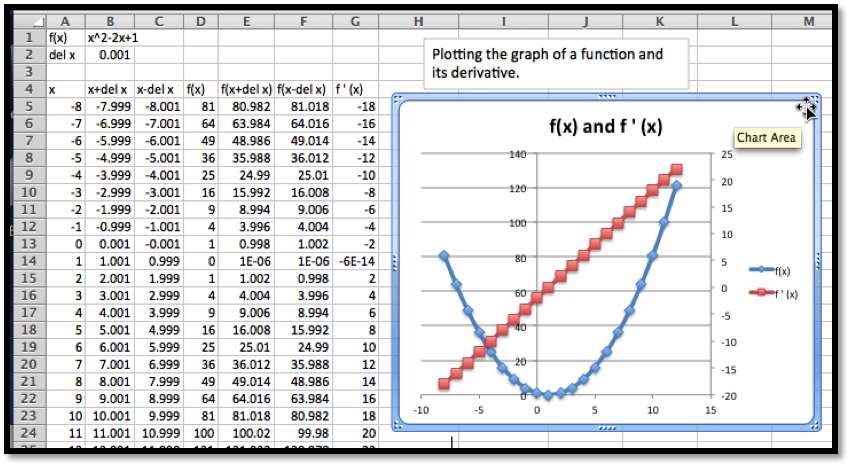 A B C D E F G H I J K L M
1 f(x) x^2-2x+1
2 del x 0.001
3
4 x x+del x x-del x f(x) f(x+del x) f(x-del x) f ' (x)
5 -8 -7.999 -8.001 81 80.982 81.018 -18
6 -7 -6.999 -7.001 64 63.984 64.016 -16
7 -6 -5.999 -6.001 49 48.986 49.014 -14
8 -5 -4.999 -5.001 36 35.988 36.012 -12
9 -4 -3.999 -4.001 25 24.99 25.01 -10
10 -3 -2.999 -3.001 16 15.992 16.008 -8
11 -2 -1.999 -2.001 9 8.994 9.006 -6
12 -1 -0.999 -1.001 4 3.996 4.004 -4
13 0 0.001 -0.001 1 0.998 1.002 -2
14 1 1.001 0.999 0 1E-06 1E-06 -6E-14
15 2 2.001 1.999 1 1.002 0.998 2
16 3 3.001 2.999 4 4.004 3.996 4
17 4 4.001 3.999 9 9.006 8.994 6
18 5 5.001 4.999 16 16.008 15.992 8
19 6 6.001 5.999 25 25.01 24.99 10
20 7 7.001 6.999 36 36.012 35.988 12
21 8 8.001 7.999 49 49.014 48.986 14
22 9 9.001 8.999 64 64.016 63.984 16
23 10 10.001 9.999 81 81.018 80.982 18
24 11 11.001 10.999 100 100.02 99.98 20
Plotting the graph of a function and
its derivative.
f(x) and f ' (x)
Chart Area
140
120
100
80
60
40
20
0
25
20
15
10
5
0
-5
-10
-15
-20
-10 -5 0 5 10 15
f(x)
f ' (x)